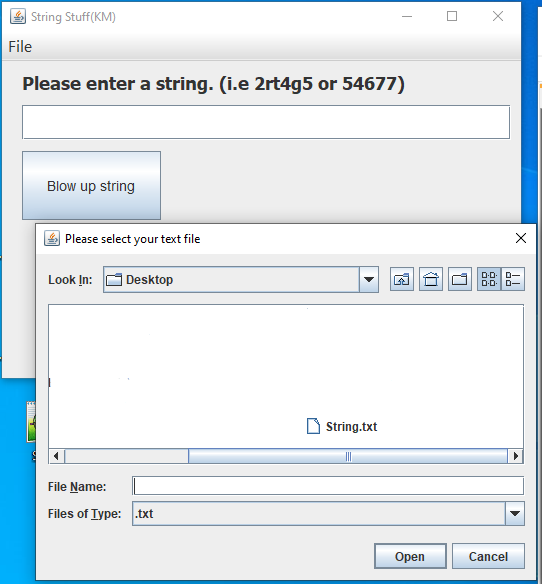 String Stuff(KM)
File
Please enter a string. (i.e 2rt4g5 or 54677)
Blow up string
Please select your text file
Look In: Desktop
String.txt
File Name:
Files of Type: .txt
Open Cancel